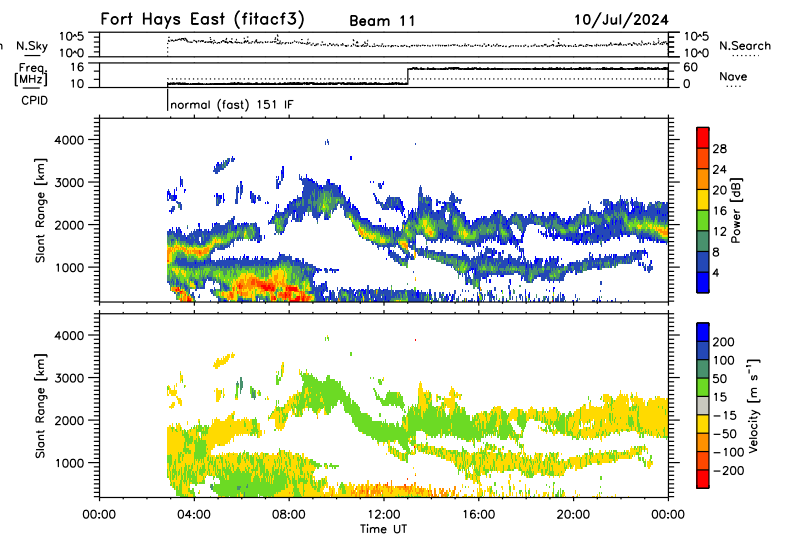 Fort Hays East (fitacf3) Beam 11 10/Jul/2024
N.Sky 10^5 10^0 10^5 10^0 N.Search
Freq. [MHz] 16 10 60 0 Nave
CPID normal (fast) 151 IF
Slant Range [km] 4000 3000 2000 1000
Power [dB] 28 24 20 16 12 8 4
Slant Range [km] 4000 3000 2000 1000
Velocity [m s⁻¹] 200 100 50 15 −15 −50 −100 −200
00:00 04:00 08:00 12:00 16:00 20:00 00:00
Time UT